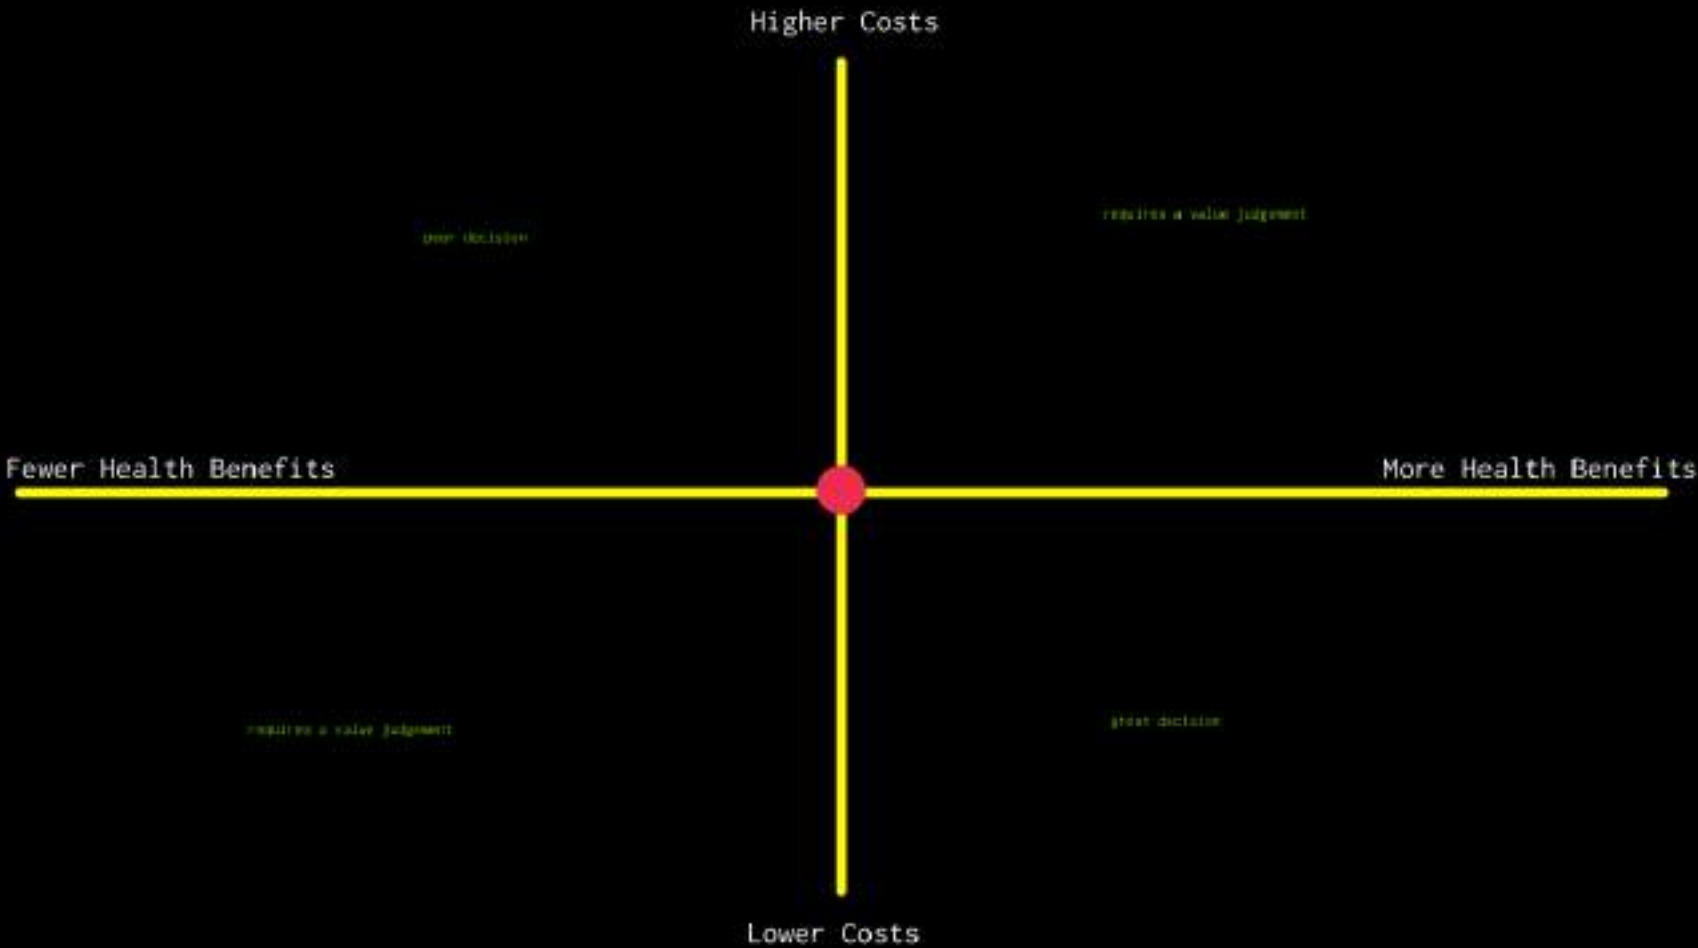 Higher Costs
requires a value judgement
poor decision
Fewer Health Benefits
More Health Benefits
great decision
requires a value judgement
Lower Costs